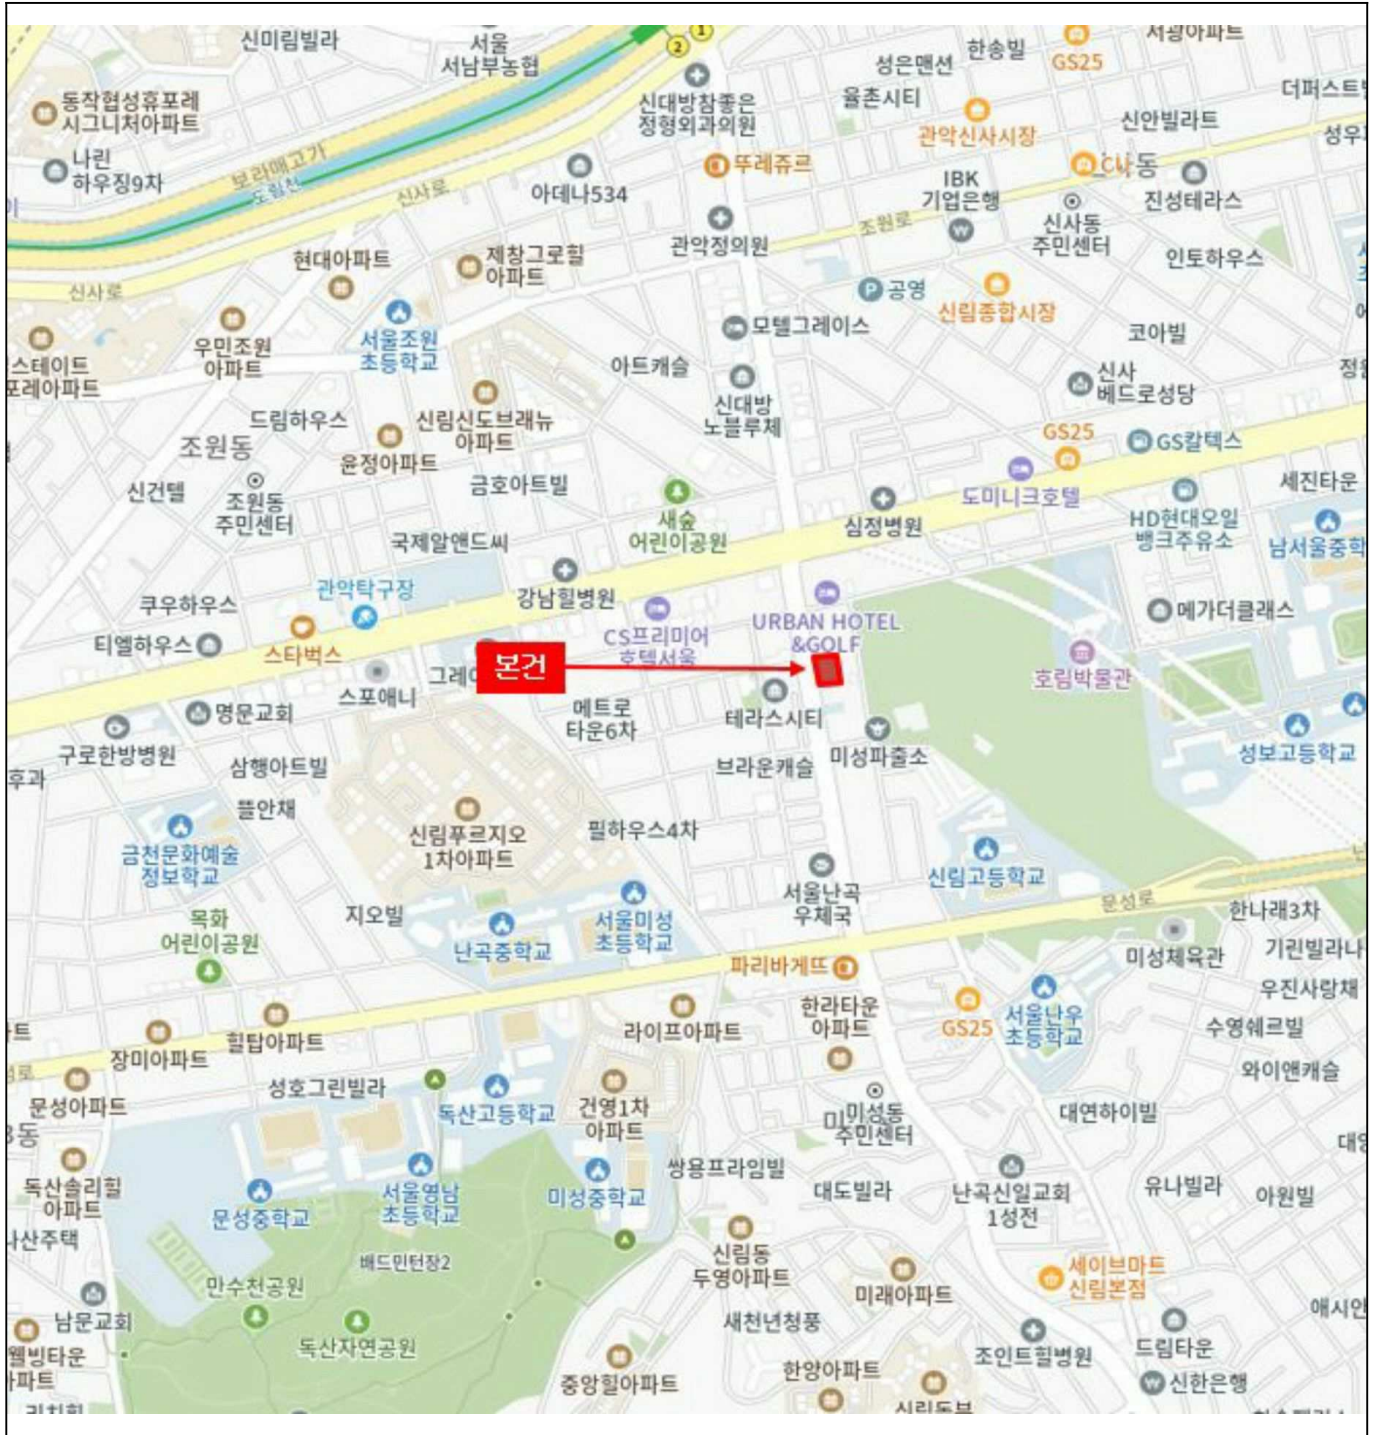 신미림빌라
서울
서남부농협
2
1
성은맨션
한송빌
GS25
서광아파트
동작협성휴포레
시그니처아파트
신대방참좋은
정형외과의원
율촌시티
관악신사시장
신안빌라트
나린
하우징9차
보라매고가
도림천
신사로
아데나534
뚜레쥬르
IBK
기업은행
진성테라스
관악정의원
조원로
신사동
주민센터
인토하우스
현대아파트
제창그로힐
아파트
신사로
P
공영
신림종합시장
우민조원
아파트
서울조원
초등학교
모텔그레이스
코아빌
스테이트
포레아파트
아트캐슬
신대방
노블루체
신사
베드로성당
드림하우스
신림신도브래뉴
아파트
GS25
GS칼텍스
조원동
윤정아파트
신건텔
조원동
주민센터
금호아트빌
도미니크호텔
세진타운
새숲
어린이공원
심정병원
HD현대오일
뱅크주유소
남서울중학
국제알앤드씨
쿠우하우스
관악탁구장
강남힐병원
URBAN HOTEL
&GOLF
메가더클래스
티엘하우스
스타벅스
CS프리미어
호텔서울
본건
호림박물관
스포애니
명문교회
메트로
타운6차
테라스시티
구로한방병원
삼행아트빌
브라운캐슬
미성파출소
성보고등학교
후과
뜰안채
신림푸르지오
1차아파트
필하우스4차
금천문화예술
정보학교
신림고등학교
서울난곡
우체국
문성로
한나래3차
목화
어린이공원
지오빌
난곡중학교
서울미성
초등학교
미성체육관
기린빌라나
파리바게뜨
우진사랑채
장미아파트
힐탑아파트
라이프아파트
한라타운
아파트
GS25
서울난우
초등학교
수영쉐르빌
와이앤캐슬
문성아파트
성호그린빌라
독산고등학교
건영1차
아파트
미성동
주민센터
대연하이빌
독산솔리힐
아파트
문성중학교
서울영남
초등학교
미성중학교
쌍용프라임빌
대도빌라
난곡신일교회
1성전
유나빌라
아원빌
배드민턴장2
신림동
두영아파트
미래아파트
세이브마트
신림본점
만수천공원
남문교회
독산자연공원
새천년청풍
애시앤
웰빙타운
중앙힐아파트
한양아파트
조인트힐병원
드림타운
신한은행